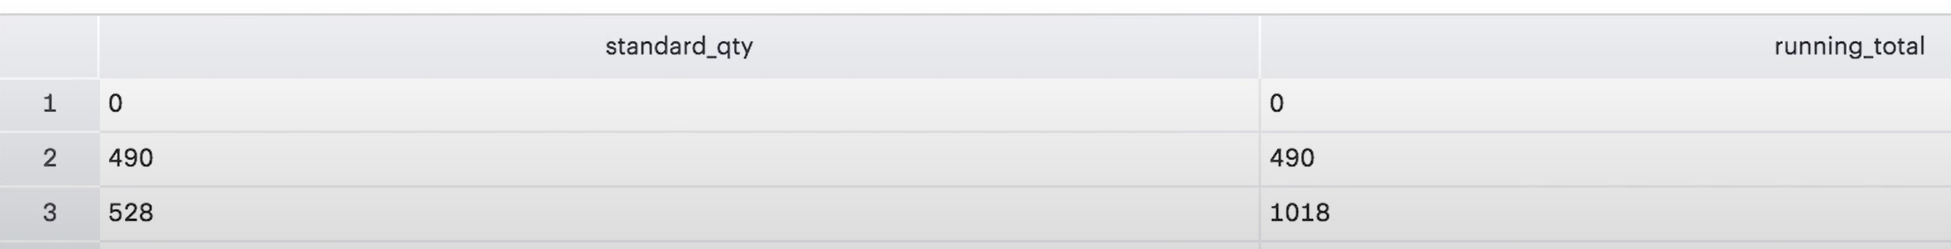 standard_qty running_total
1 0 0
2 490 490
3 528 1018